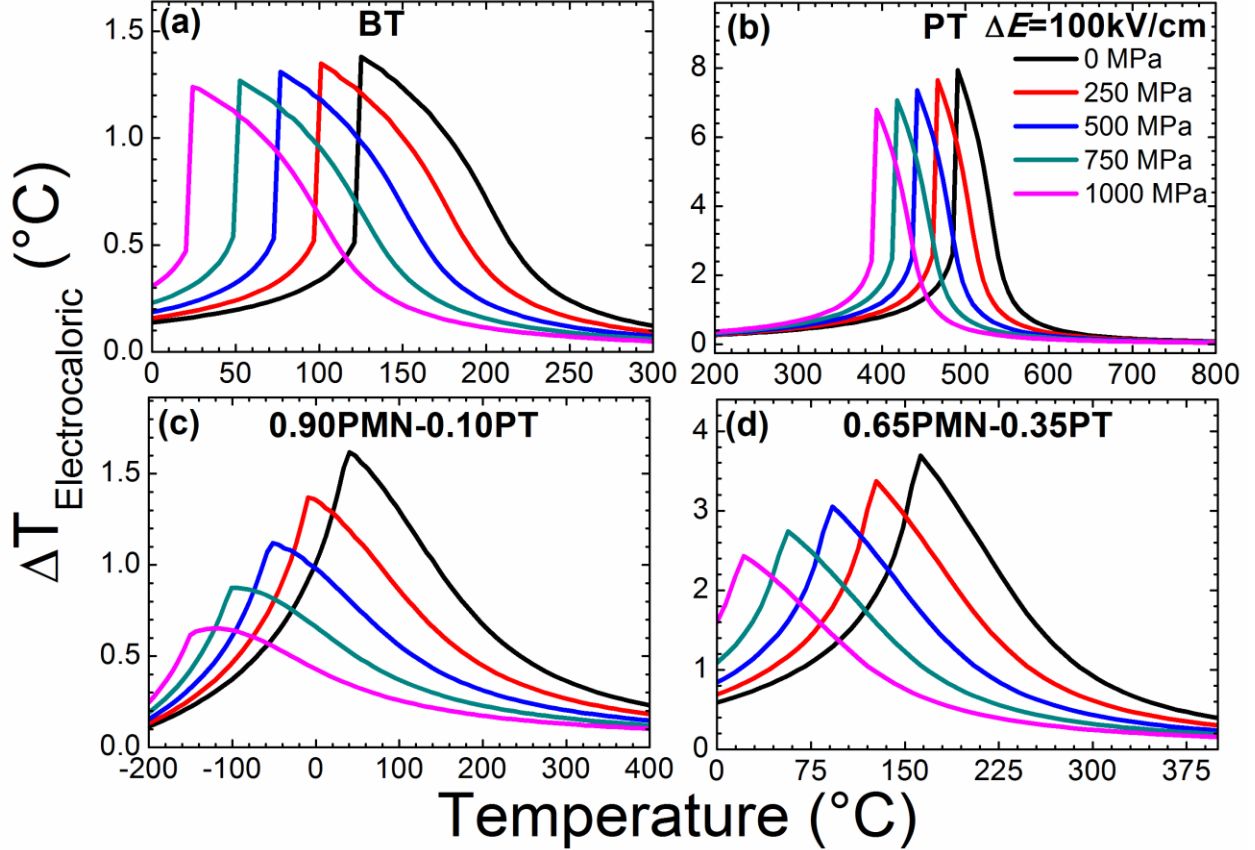 (a) BT
1.5
1.0
0.5
0.0
0 50 100 150 200 250 300
(b) PT ΔE=100kV/cm
0 MPa
250 MPa
500 MPa
750 MPa
1000 MPa
8
6
4
2
0
200 300 400 500 600 700 800
(c) 0.90PMN-0.10PT
1.5
1.0
0.5
0.0
-200 -100 0 100 200 300 400
(d) 0.65PMN-0.35PT
4
3
2
1
0
0 75 150 225 300 375
ΔT Electrocaloric (°C)
Temperature (°C)